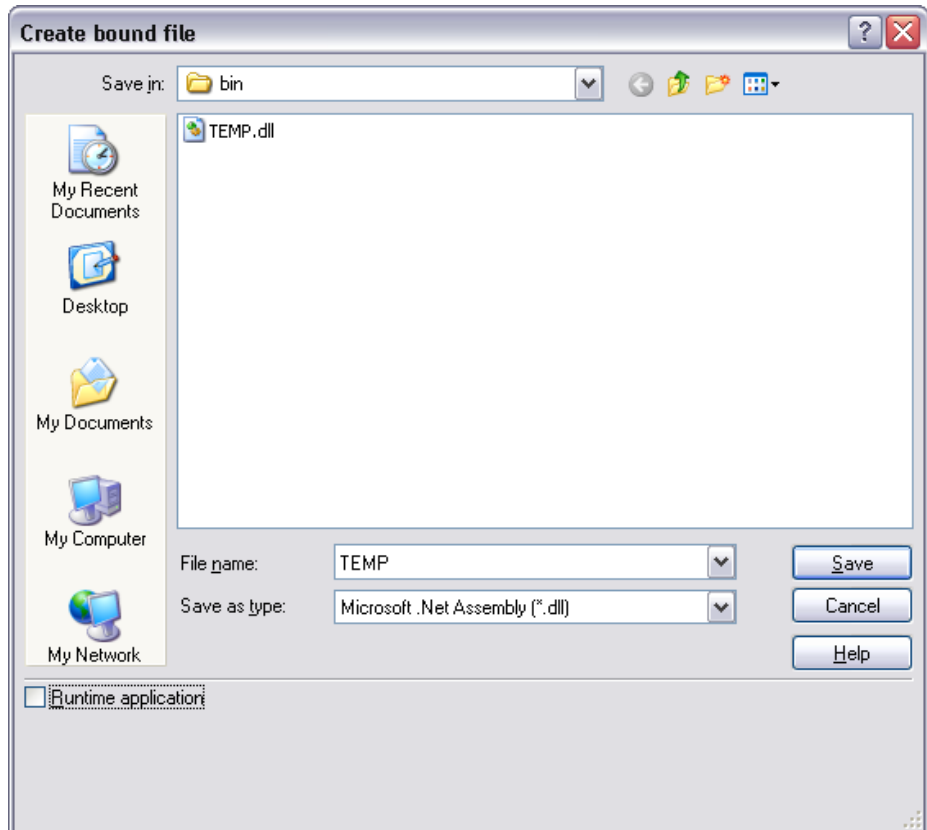 Create bound file
Save in:
bin
TEMP.dll
My Recent
Documents
Desktop
My Documents
My Computer
My Network
File name:
TEMP
Save
Save as type:
Microsoft .Net Assembly (*.dll)
Cancel
Help
Runtime application